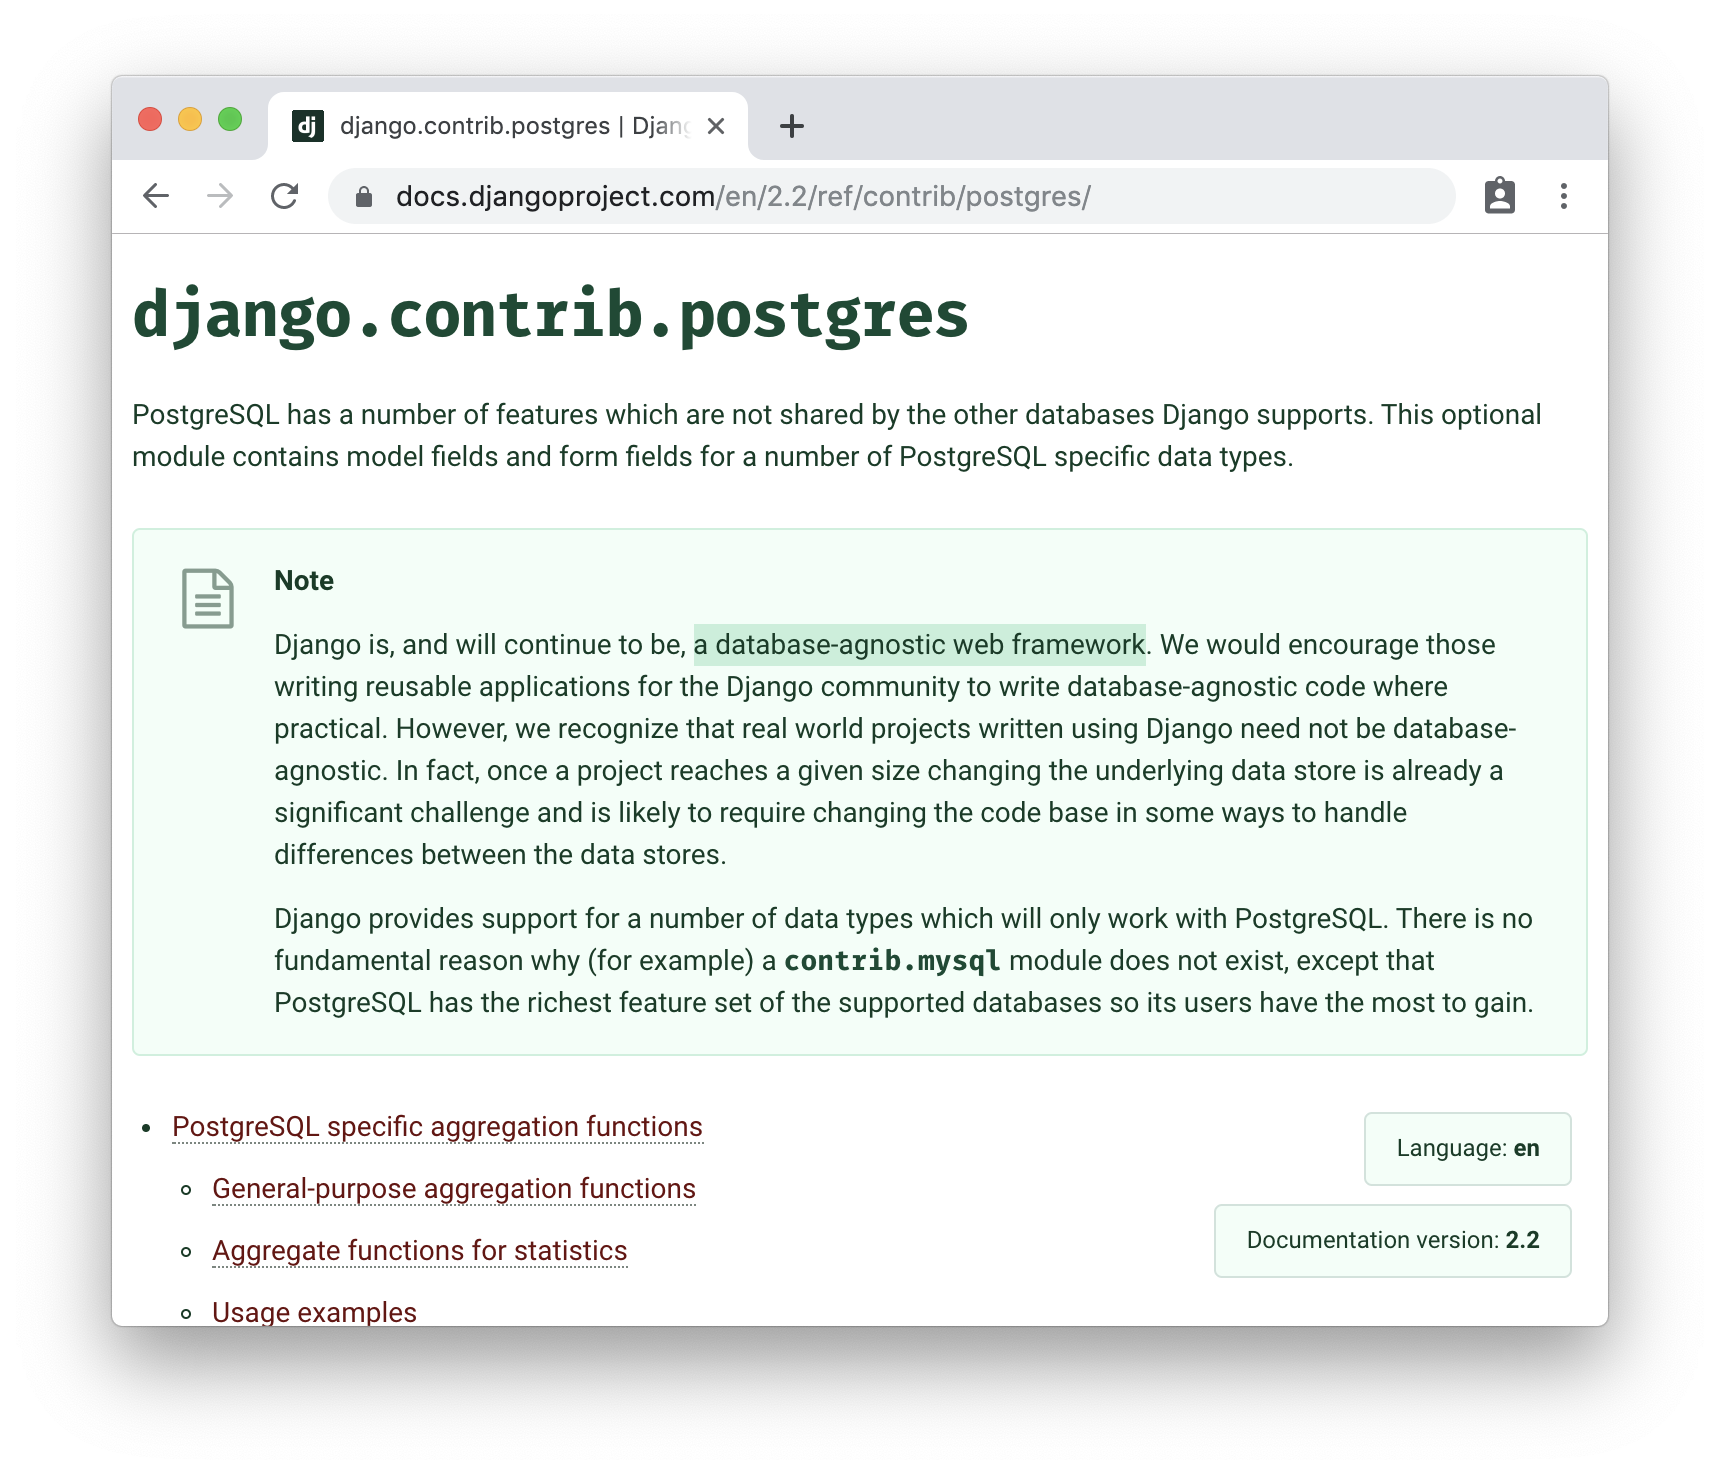 dj django.contrib.postgres | Djang
docs.djangoproject.com/en/2.2/ref/contrib/postgres/
django.contrib.postgres
PostgreSQL has a number of features which are not shared by the other databases Django supports. This optional
module contains model fields and form fields for a number of PostgreSQL specific data types.
Note
Django is, and will continue to be, a database-agnostic web framework. We would encourage those
writing reusable applications for the Django community to write database-agnostic code where
practical. However, we recognize that real world projects written using Django need not be database-
agnostic. In fact, once a project reaches a given size changing the underlying data store is already a
significant challenge and is likely to require changing the code base in some ways to handle
differences between the data stores.
Django provides support for a number of data types which will only work with PostgreSQL. There is no
fundamental reason why (for example) a contrib.mysql module does not exist, except that
PostgreSQL has the richest feature set of the supported databases so its users have the most to gain.
PostgreSQL specific aggregation functions
General-purpose aggregation functions
Aggregate functions for statistics
Usage examples
Language: en
Documentation version: 2.2